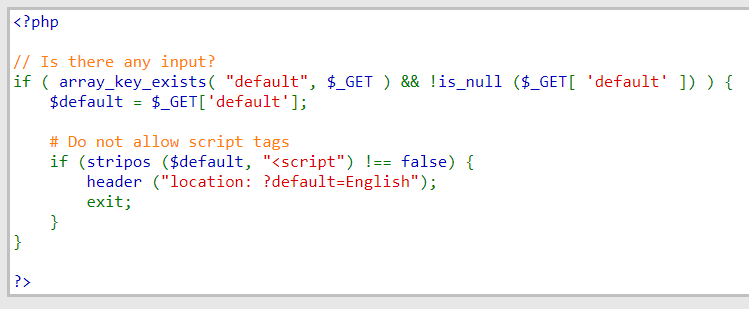 <?php
// Is there any input?
if ( array_key_exists( "default", $_GET ) && !is_null ($_GET[ 'default' ]) ) {
    $default = $_GET['default'];
    # Do not allow script tags
    if (stripos ($default, "<script") !== false) {
        header ("location: ?default=English");
        exit;
    }
}
?>